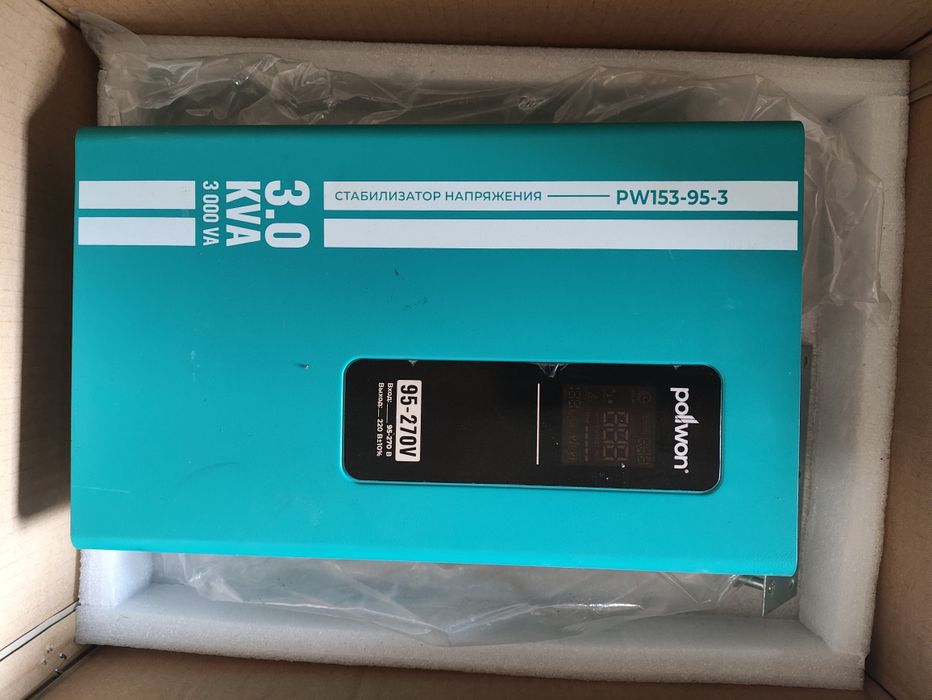 3.0
KVA
3 000 VA
СТАБИЛИЗАТОР НАПРЯЖЕНИЯ
PW153-95-3
pollwon®
95-270V
Вход: 95-270 В
Выход: 220 В±10%